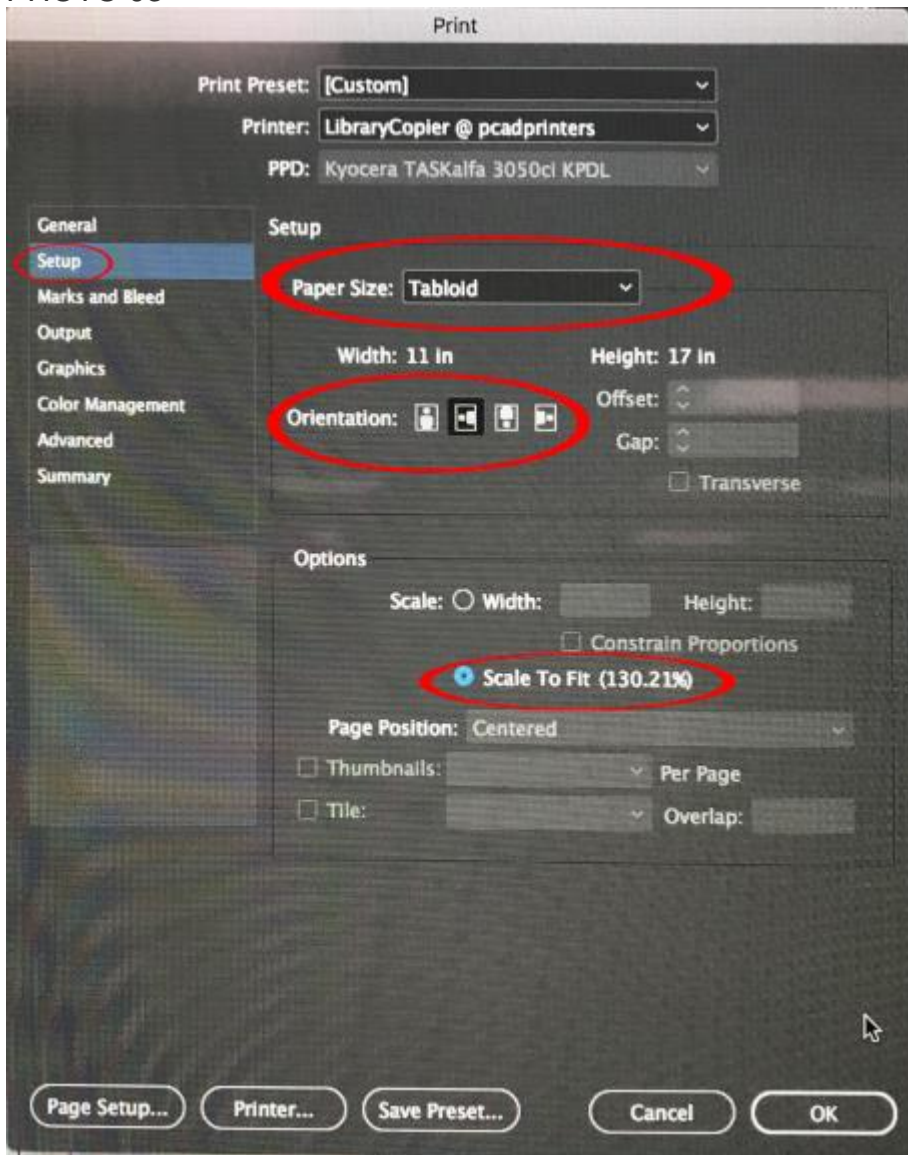 Print
Print Preset: [Custom]
Printer: LibraryCopier @ pcadprinters
PPD: Kyocera TASKalfa 3050ci KPDL
General
Setup
Marks and Bleed
Output
Graphics
Color Management
Advanced
Summary
Setup
Paper Size: Tabloid
Width: 11 in Height: 17 in
Orientation: Offset:
Gap:
Transverse
Options
Scale: Width: Height:
Constrain Proportions
Scale To Fit (130.21%)
Page Position: Centered
Thumbnails: Per Page
Tile: Overlap:
Page Setup... Printer... Save Preset... Cancel OK